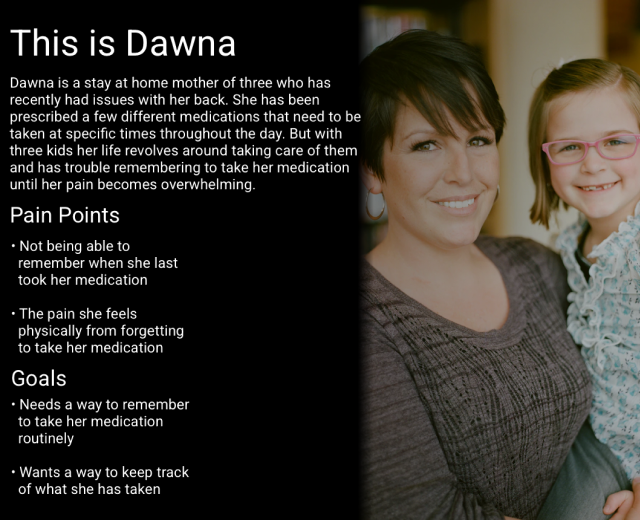 This is Dawna
Dawna is a stay at home mother of three who has
recently had issues with her back. She has been
prescribed a few different medications that need to be
taken at specific times throughout the day. But with
three kids her life revolves around taking care of them
and has trouble remembering to take her medication
until her pain becomes overwhelming.
Pain Points
• Not being able to
remember when she last
took her medication
• The pain she feels
physically from forgetting
to take her medication
Goals
• Needs a way to remember
to take her medication
routinely
• Wants a way to keep track
of what she has taken